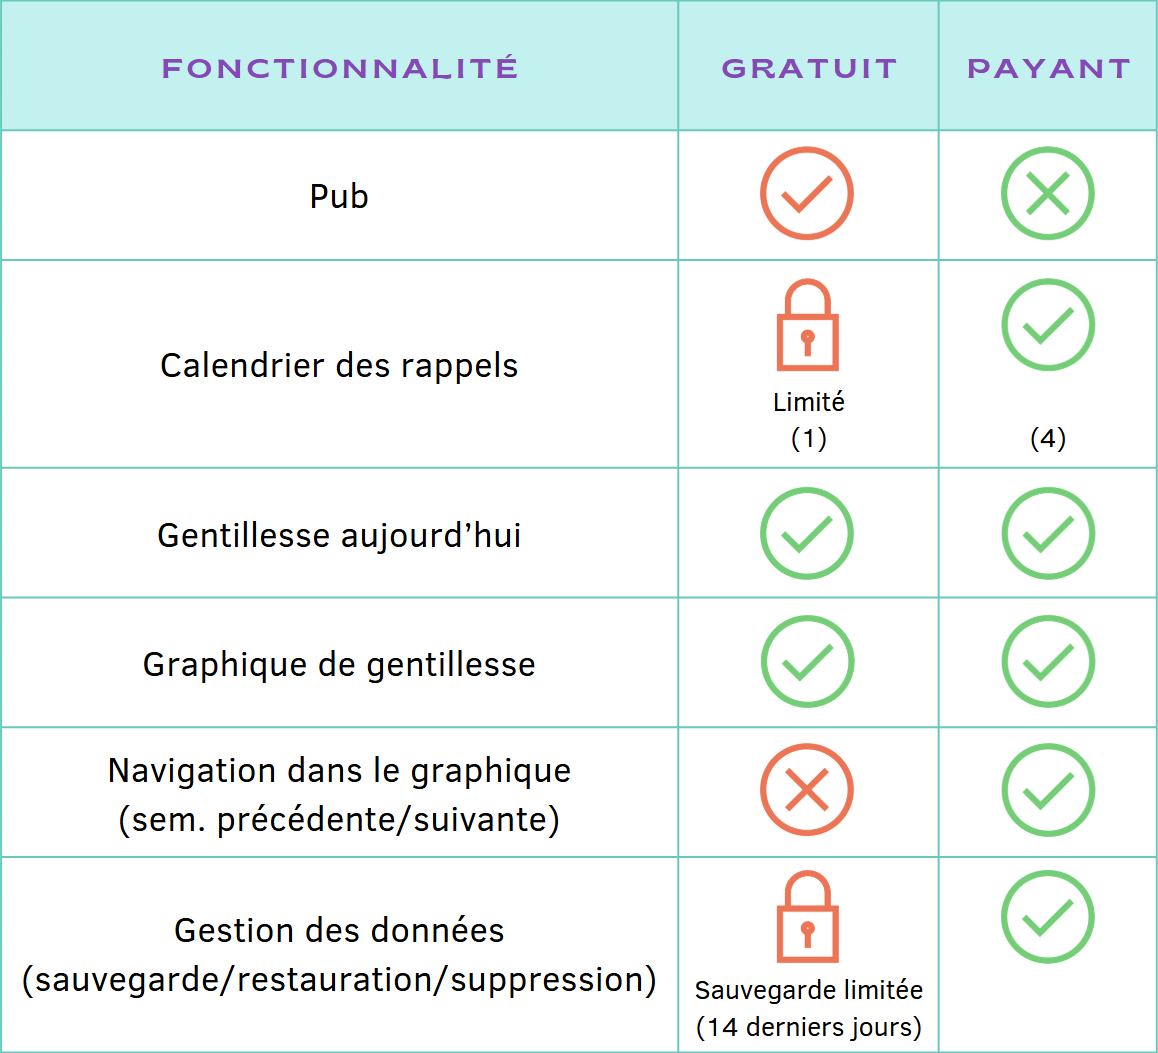 FONCTIONNALITÉ GRATUIT PAYANT
Pub
Calendrier des rappels
Limité
(1) (4)
Gentillesse aujourd’hui
Graphique de gentillesse
Navigation dans le graphique
(sem. précédente/suivante)
Gestion des données
(sauvegarde/restauration/suppression)
Sauvegarde limitée
(14 derniers jours)